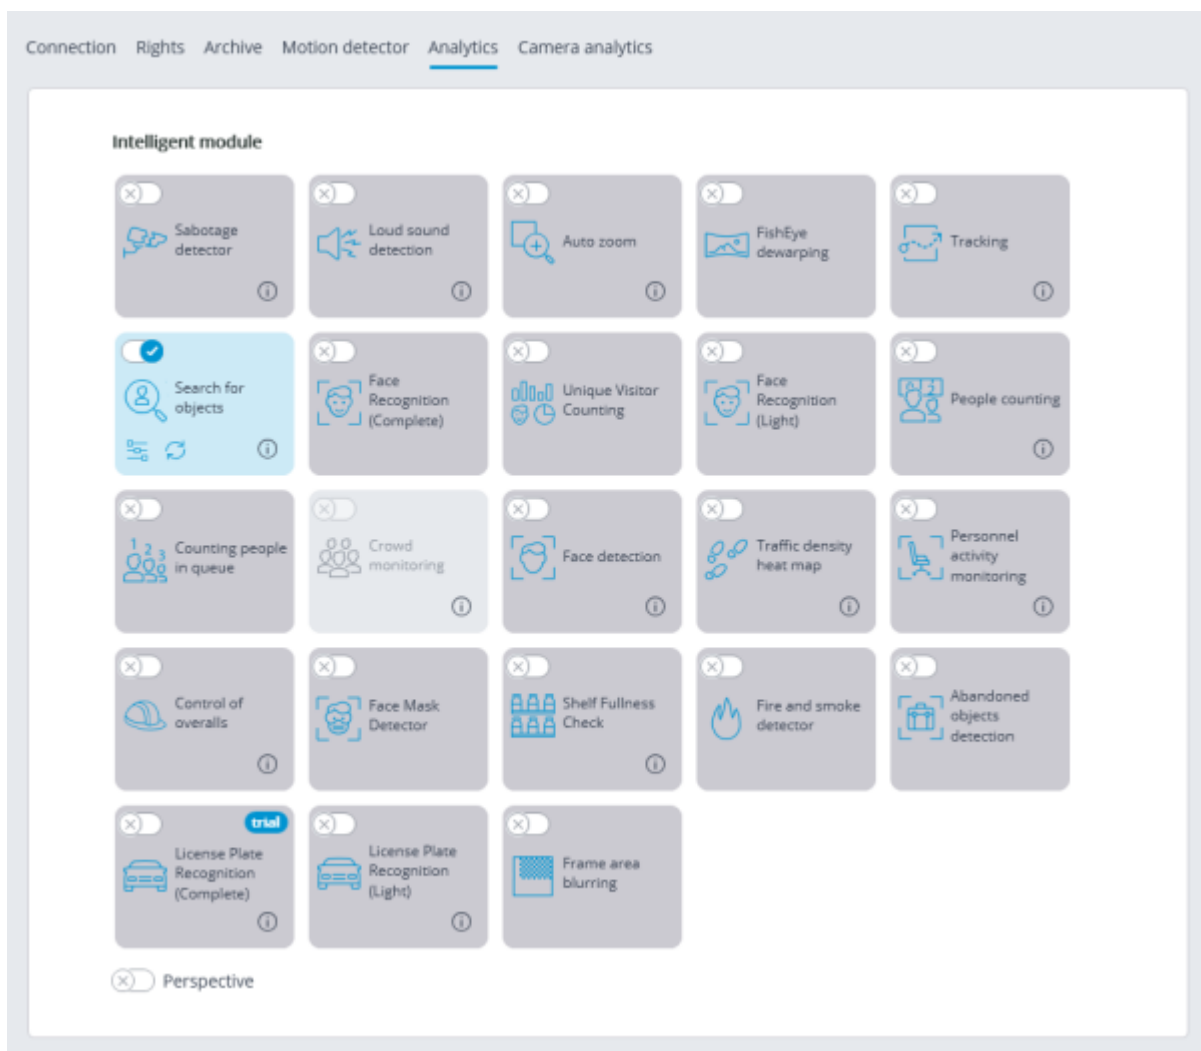 Connection Rights Archive Motion detector Analytics Camera analytics
Intelligent module
Sabotage
detector
Loud sound
detection
Auto zoom
FishEye
dewarping
Tracking
Search for
objects
Face
Recognition
(Complete)
Unique Visitor
Counting
Face
Recognition
(Light)
People counting
1 2 3
Counting people
in queue
Crowd
monitoring
Face detection
Traffic density
heat map
Personnel
activity
monitoring
Control of
overalls
Face Mask
Detector
Shelf Fullness
Check
Fire and smoke
detector
Abandoned
objects
detection
trial
License Plate
Recognition
(Complete)
License Plate
Recognition
(Light)
Frame area
blurring
Perspective